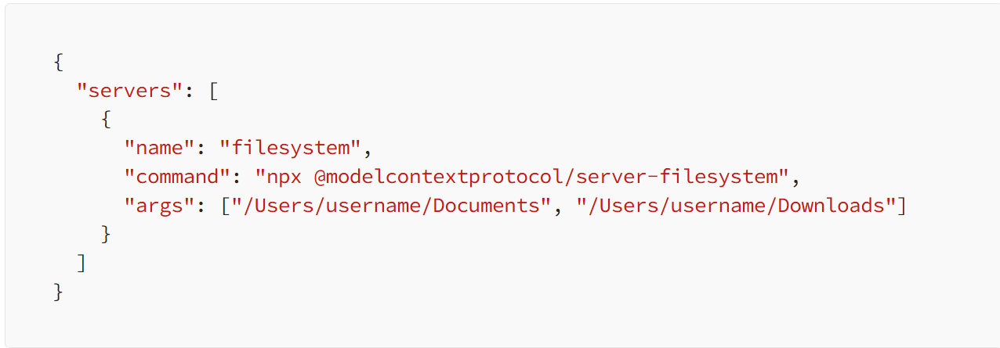 {
  "servers": [
    {
      "name": "filesystem",
      "command": "npx @modelcontextprotocol/server-filesystem",
      "args": ["/Users/username/Documents", "/Users/username/Downloads"]
    }
  ]
}